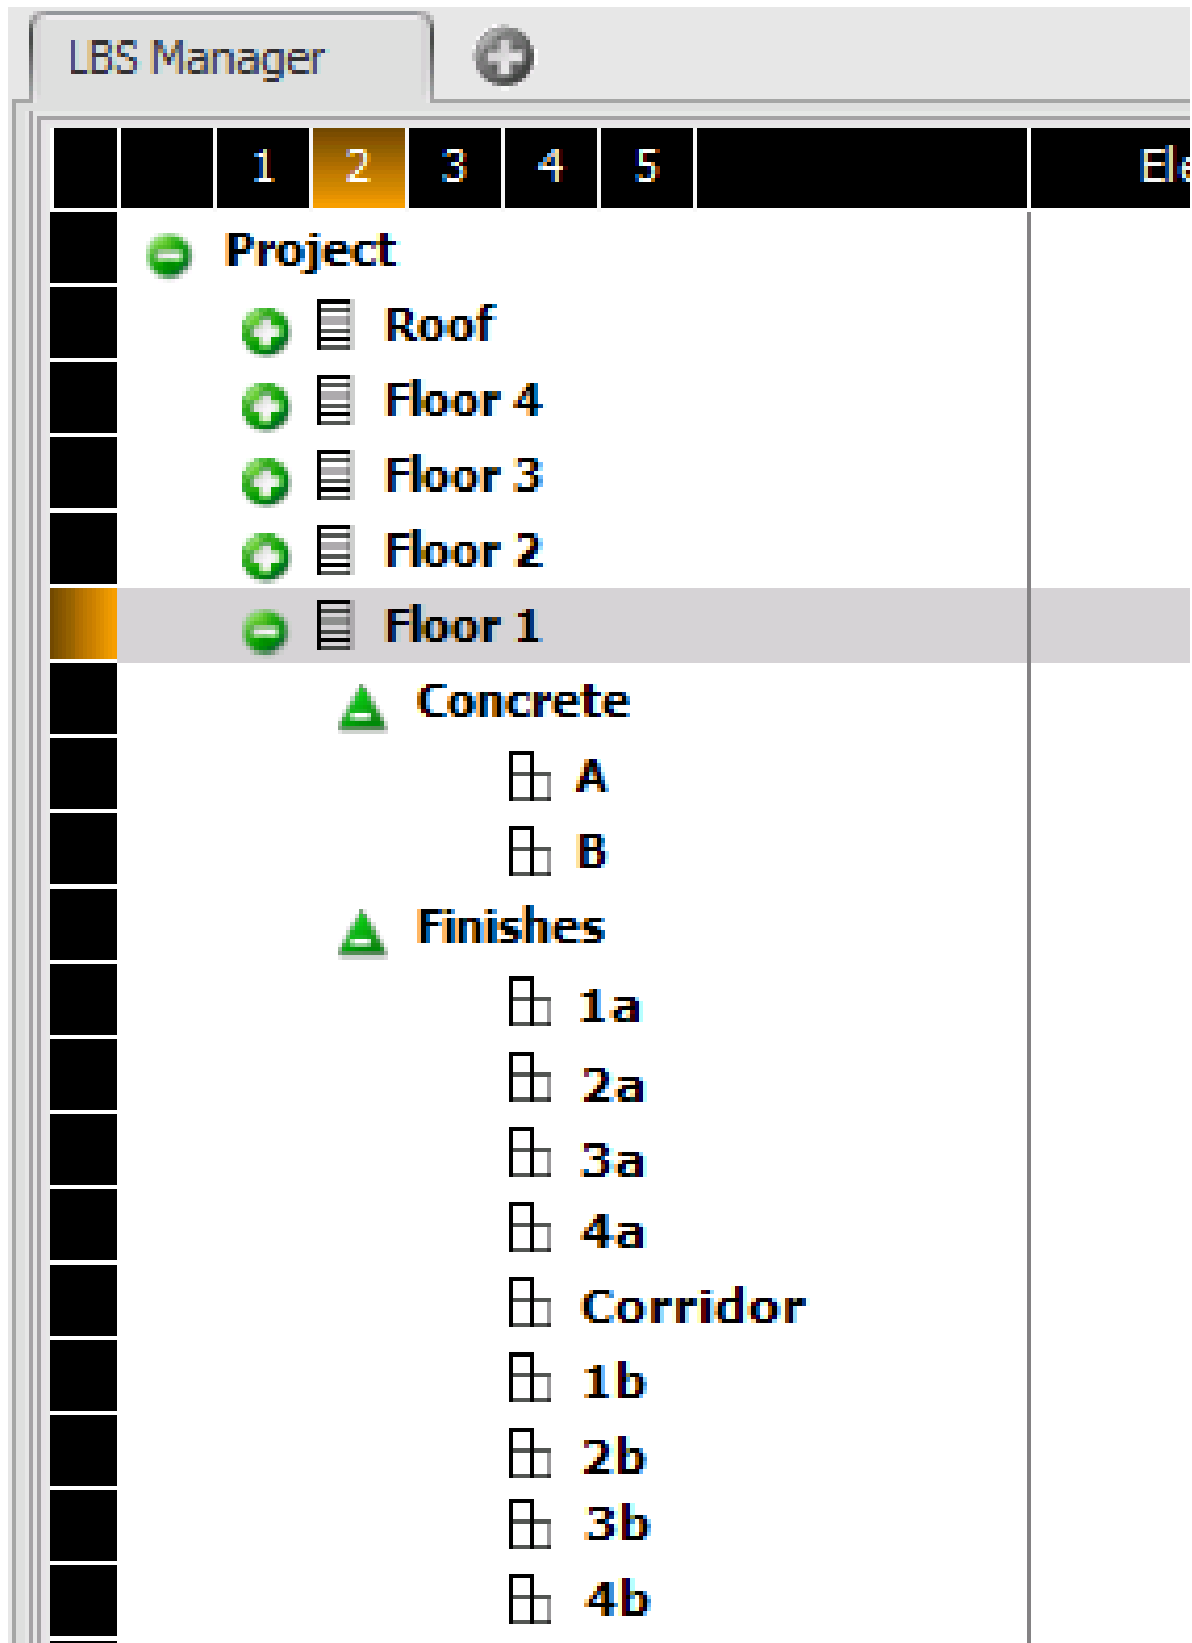 LBS Manager
1 2 3 4 5 Ele
Project
Roof
Floor 4
Floor 3
Floor 2
Floor 1
Concrete
A
B
Finishes
1a
2a
3a
4a
Corridor
1b
2b
3b
4b